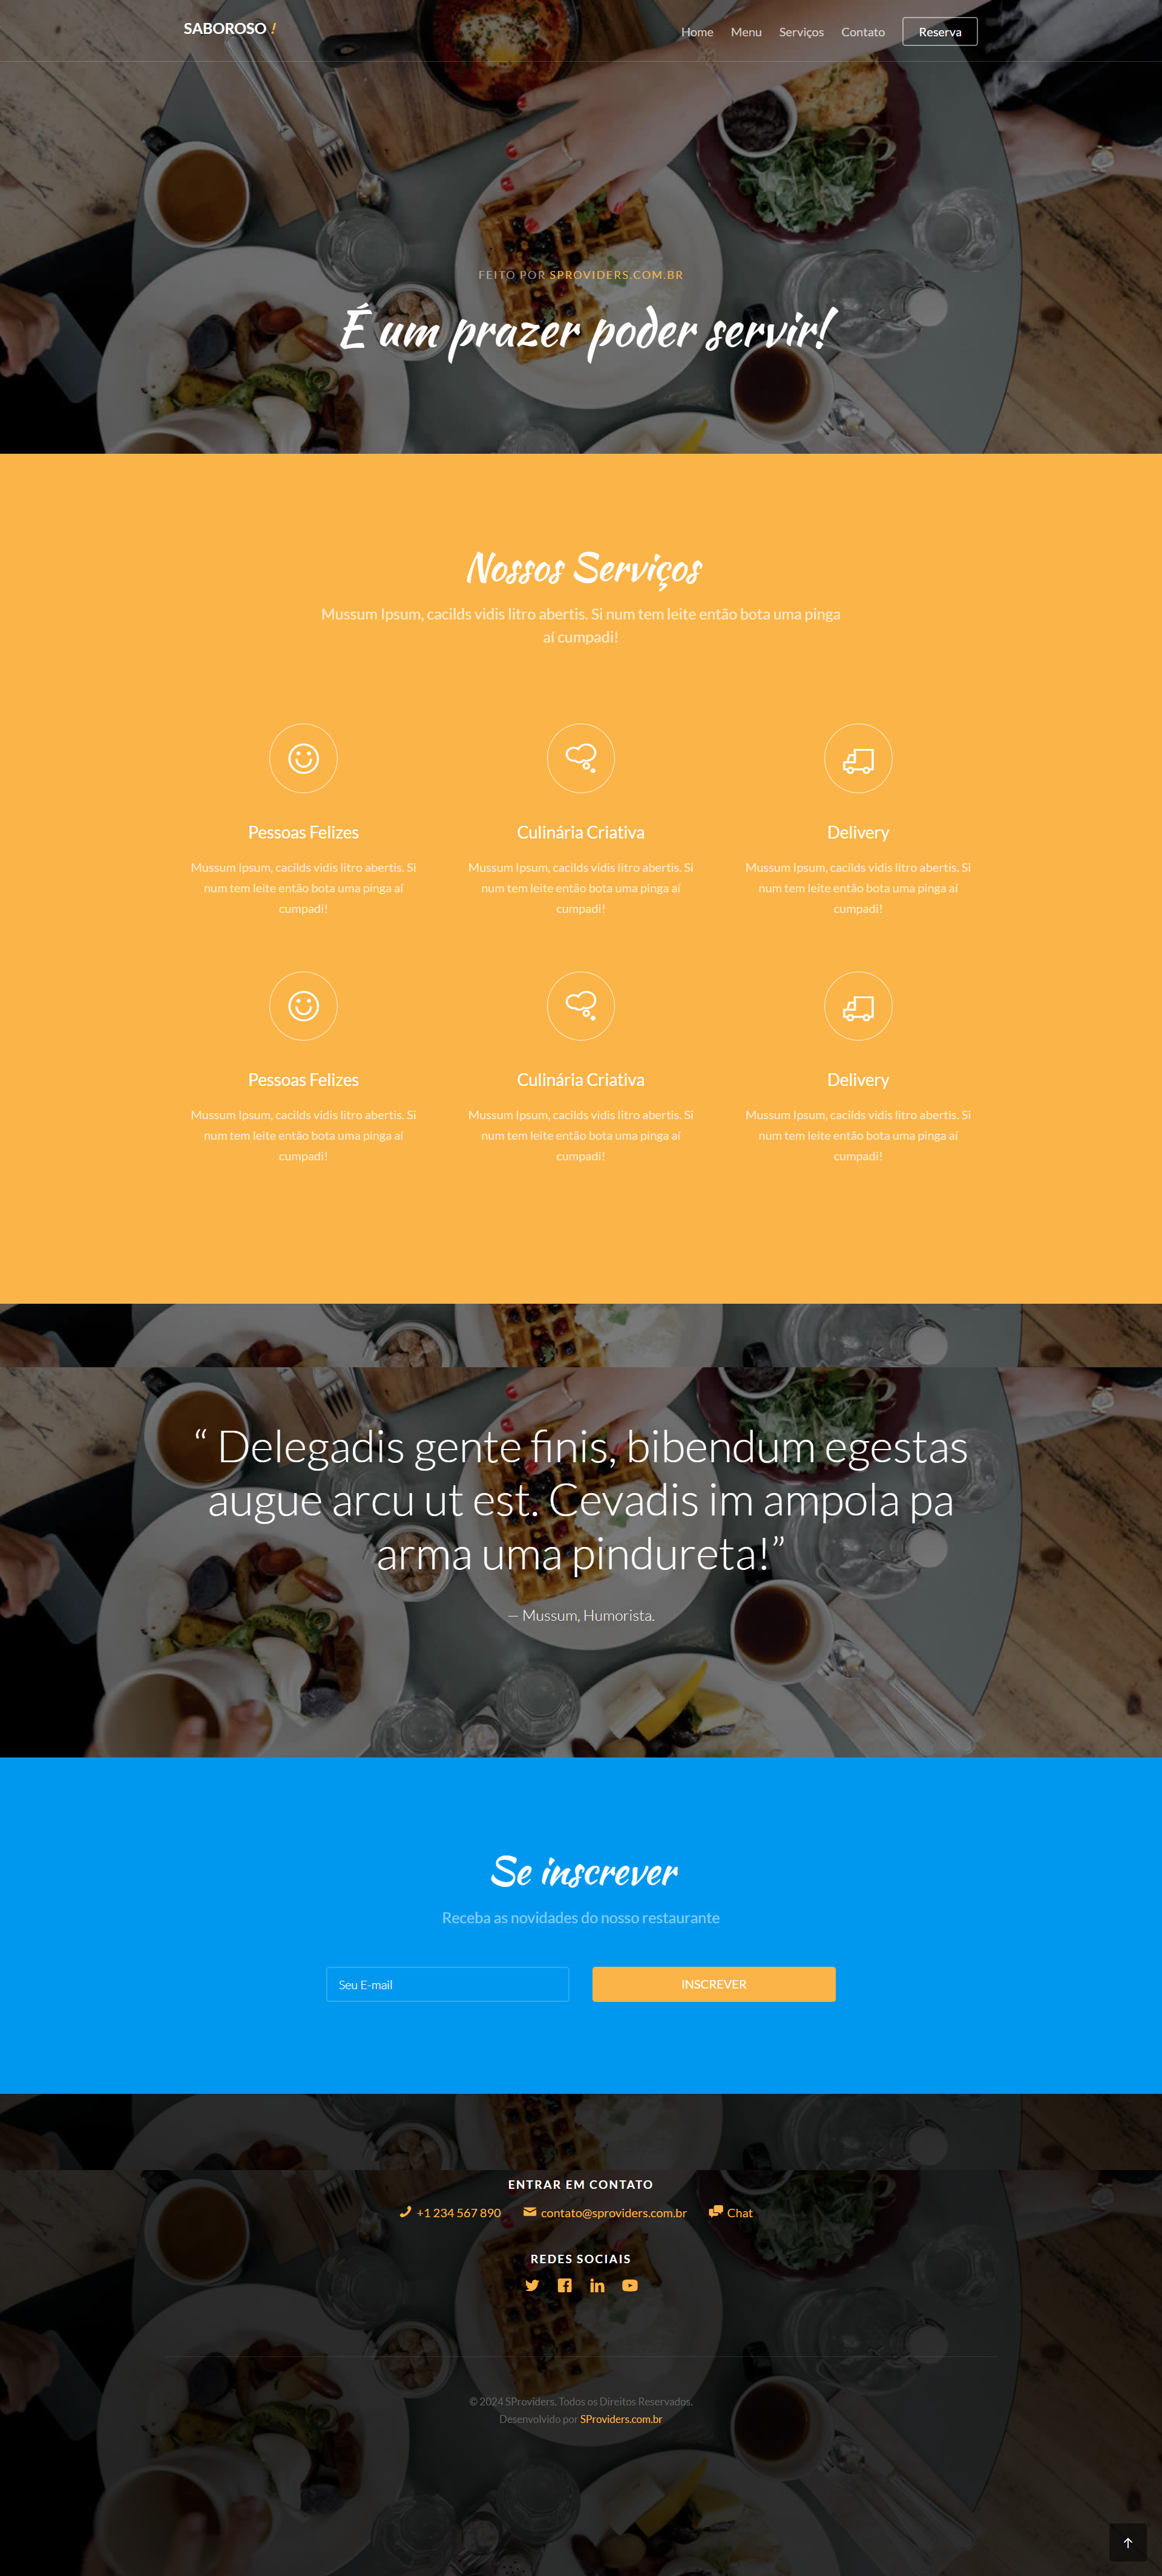 SABOROSO !
Home Menu Serviços Contato Reserva
FEITO POR SPROVIDERS.COM.BR
É um prazer poder servir!
Nossos Serviços
Mussum Ipsum, cacilds vidis litro abertis. Si num tem leite então bota uma pinga
aí cumpadi!
Pessoas Felizes
Mussum Ipsum, cacilds vidis litro abertis. Si
num tem leite então bota uma pinga aí
cumpadi!
Culinária Criativa
Mussum Ipsum, cacilds vidis litro abertis. Si
num tem leite então bota uma pinga aí
cumpadi!
Delivery
Mussum Ipsum, cacilds vidis litro abertis. Si
num tem leite então bota uma pinga aí
cumpadi!
Pessoas Felizes
Mussum Ipsum, cacilds vidis litro abertis. Si
num tem leite então bota uma pinga aí
cumpadi!
Culinária Criativa
Mussum Ipsum, cacilds vidis litro abertis. Si
num tem leite então bota uma pinga aí
cumpadi!
Delivery
Mussum Ipsum, cacilds vidis litro abertis. Si
num tem leite então bota uma pinga aí
cumpadi!
“ Delegadis gente finis, bibendum egestas
augue arcu ut est. Cevadis im ampola pa
arma uma pindureta!”
— Mussum, Humorista.
Se inscrever
Receba as novidades do nosso restaurante
Seu E-mail
INSCREVER
ENTRAR EM CONTATO
+1 234 567 890 contato@sproviders.com.br Chat
REDES SOCIAIS
© 2024 SProviders. Todos os Direitos Reservados.
Desenvolvido por SProviders.com.br